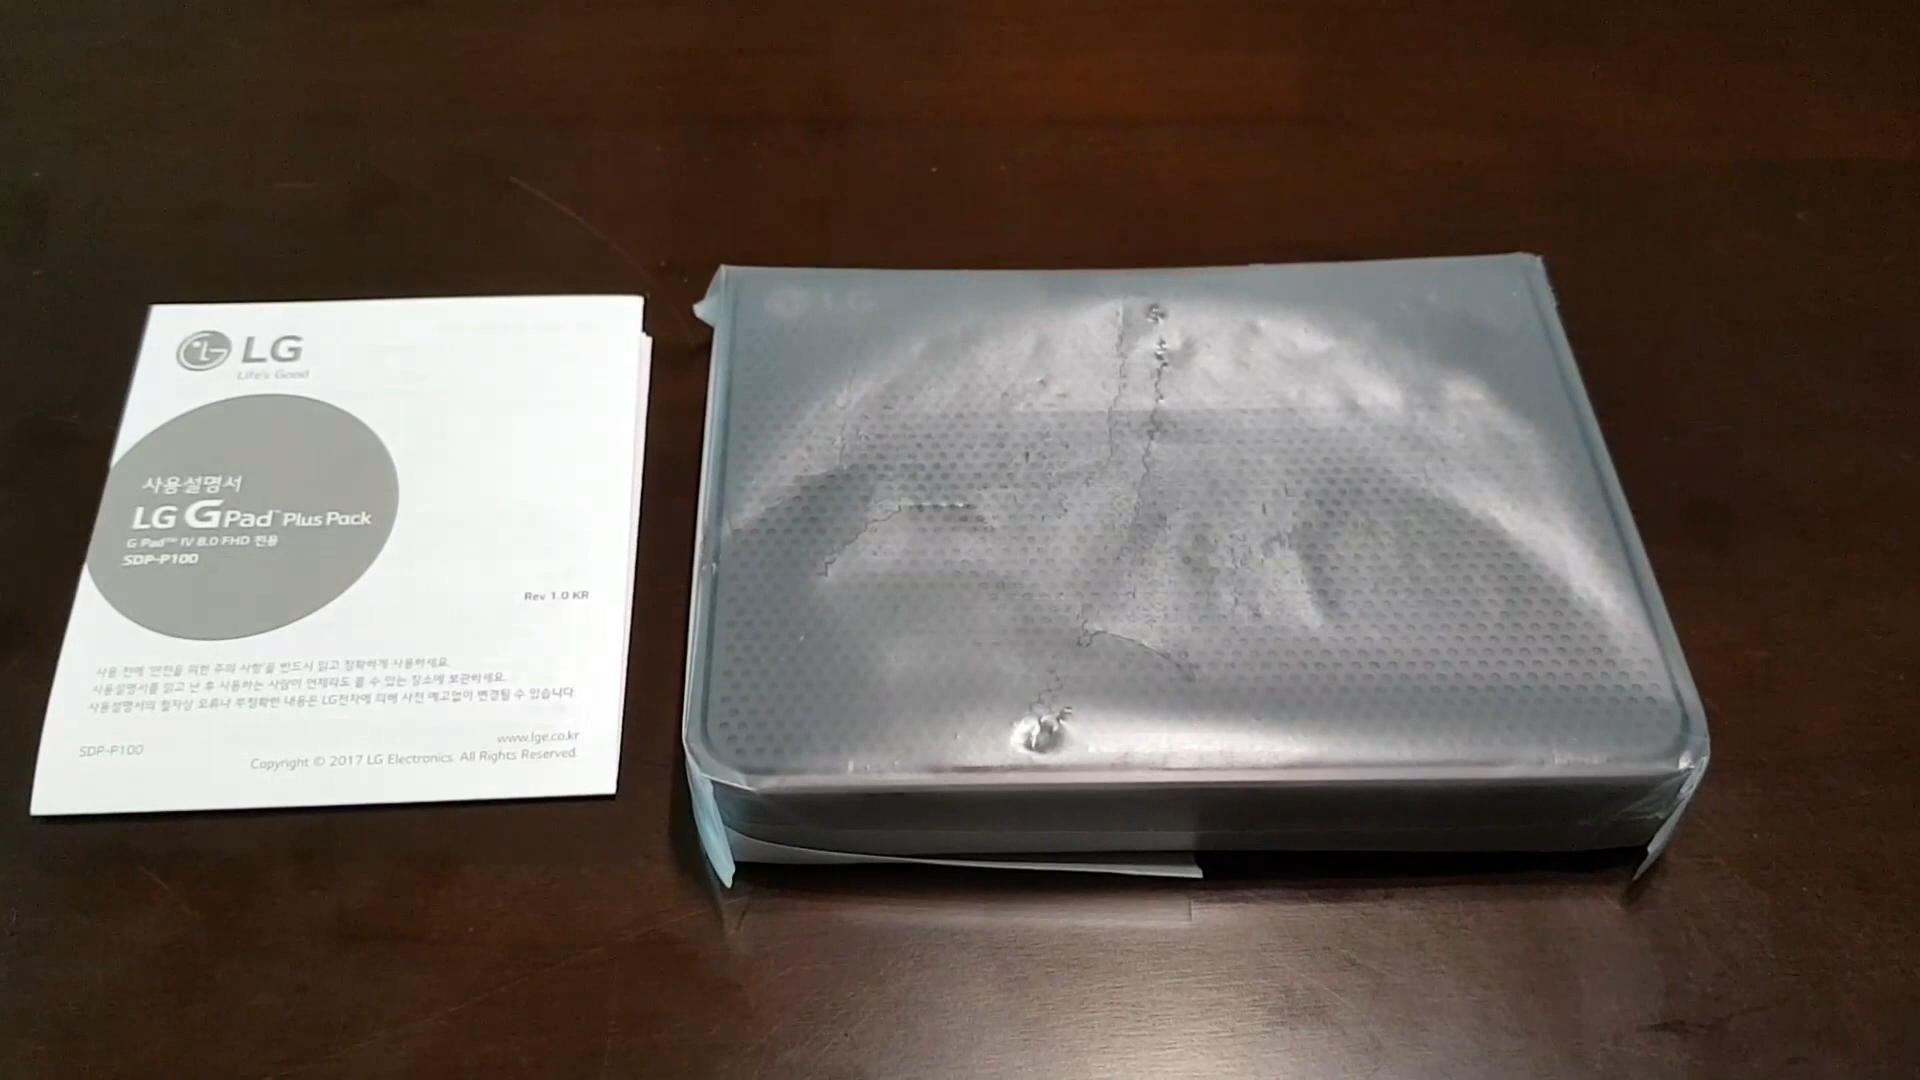 LG
Life's Good
사용설명서
LG G Pad™ Plus Pack
G Pad™ IV 8.0 FHD 전용
SDP-P100
Rev 1.0 KR
사용 전에 '안전을 위한 주의 사항'을 반드시 읽고 정확하게 사용하세요.
사용설명서를 읽고 난 후 사용하는 사람이 언제라도 볼 수 있는 장소에 보관하세요.
사용설명서의 철자상 오류나 부정확한 내용은 LG전자에 의해 사전 예고없이 변경될 수 있습니다.
www.lge.co.kr
SDP-P100
Copyright © 2017 LG Electronics. All Rights Reserved.
LG